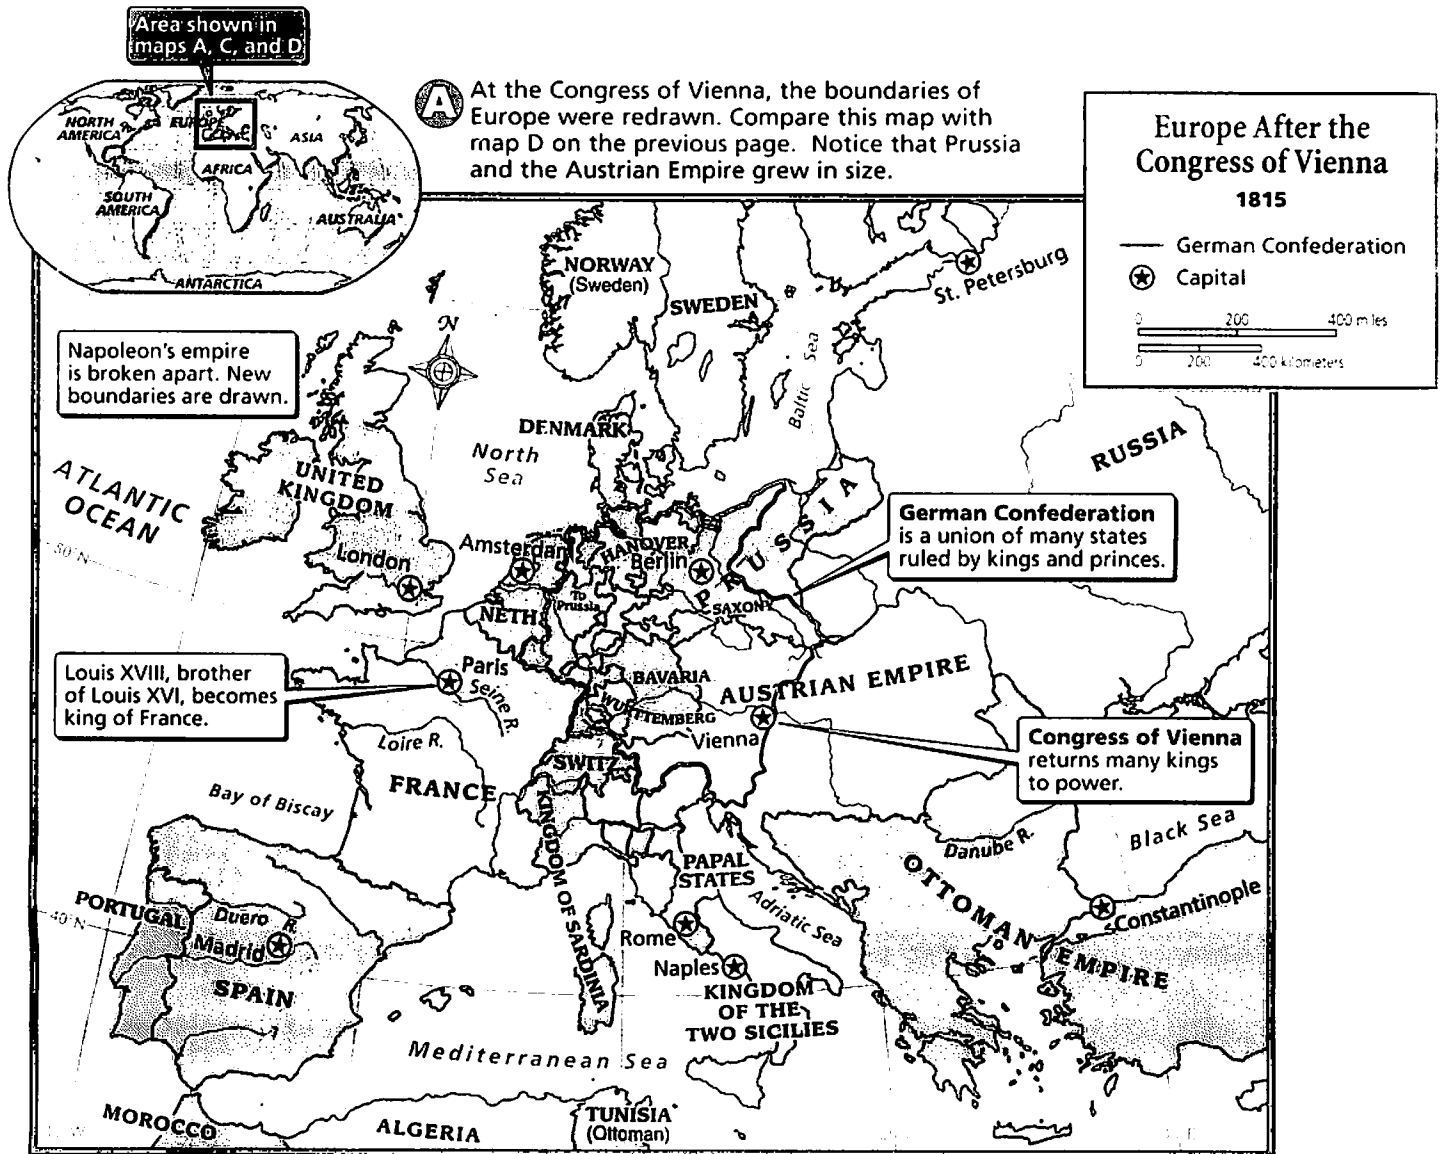 Area shown in
maps A, C, and D
NORTH
AMERICA
EUROPE
ASIA
AFRICA
SOUTH
AMERICA
AUSTRALIA
ANTARCTICA
A
At the Congress of Vienna, the boundaries of
Europe were redrawn. Compare this map with
map D on the previous page. Notice that Prussia
and the Austrian Empire grew in size.
Europe After the
Congress of Vienna
1815
German Confederation
Capital
0 200 400 miles
0 200 400 kilometers
NORWAY
(Sweden)
SWEDEN
St. Petersburg
N
Napoleon's empire
is broken apart. New
boundaries are drawn.
Baltic Sea
DENMARK
North
Sea
RUSSIA
ATLANTIC
OCEAN
UNITED
KINGDOM
PRUSSIA
German Confederation
is a union of many states
ruled by kings and princes.
50°N
London
Amsterdam
HANOVER
Berlin
To
Prussia
SAXONY
NETH
Louis XVIII, brother
of Louis XVI, becomes
king of France.
Paris
Seine R.
BAVARIA
AUSTRIAN EMPIRE
WURTTEMBERG
Vienna
Congress of Vienna
returns many kings
to power.
Loire R.
SWITZ
FRANCE
Bay of Biscay
KINGDOM OF SARDINIA
Black Sea
Danube R.
PAPAL
STATES
OTTOMAN EMPIRE
Adriatic Sea
Constantinople
PORTUGAL
40°N
Duero R.
Madrid
Rome
Naples
SPAIN
KINGDOM
OF THE
TWO SICILIES
Mediterranean Sea
MOROCCO
ALGERIA
TUNISIA
(Ottoman)